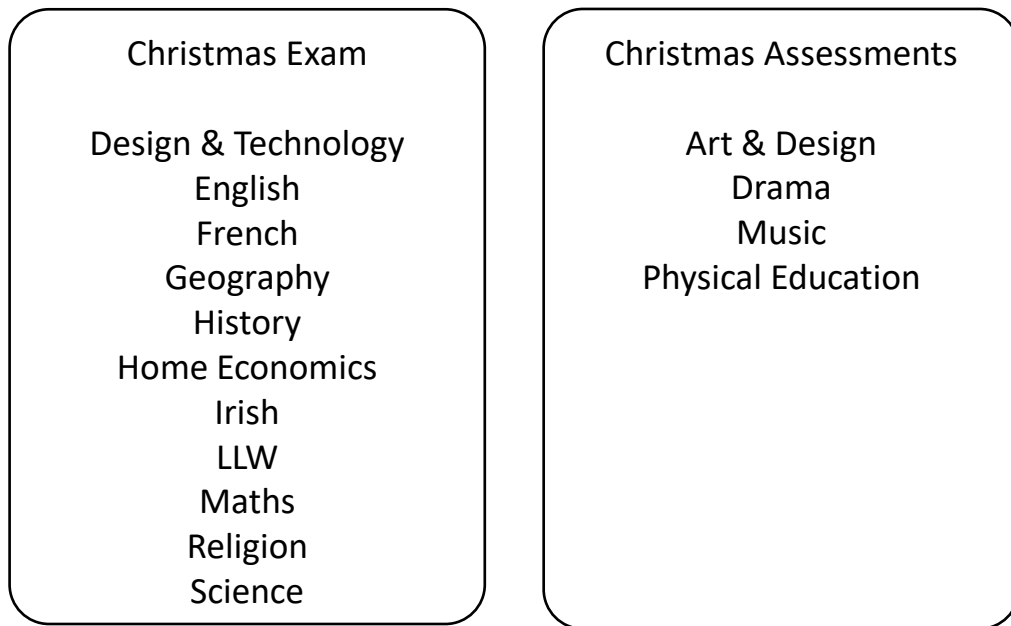 Christmas Exam
Design & Technology
English
French
Geography
History
Home Economics
Irish
LLW
Maths
Religion
Science
Christmas Assessments
Art & Design
Drama
Music
Physical Education